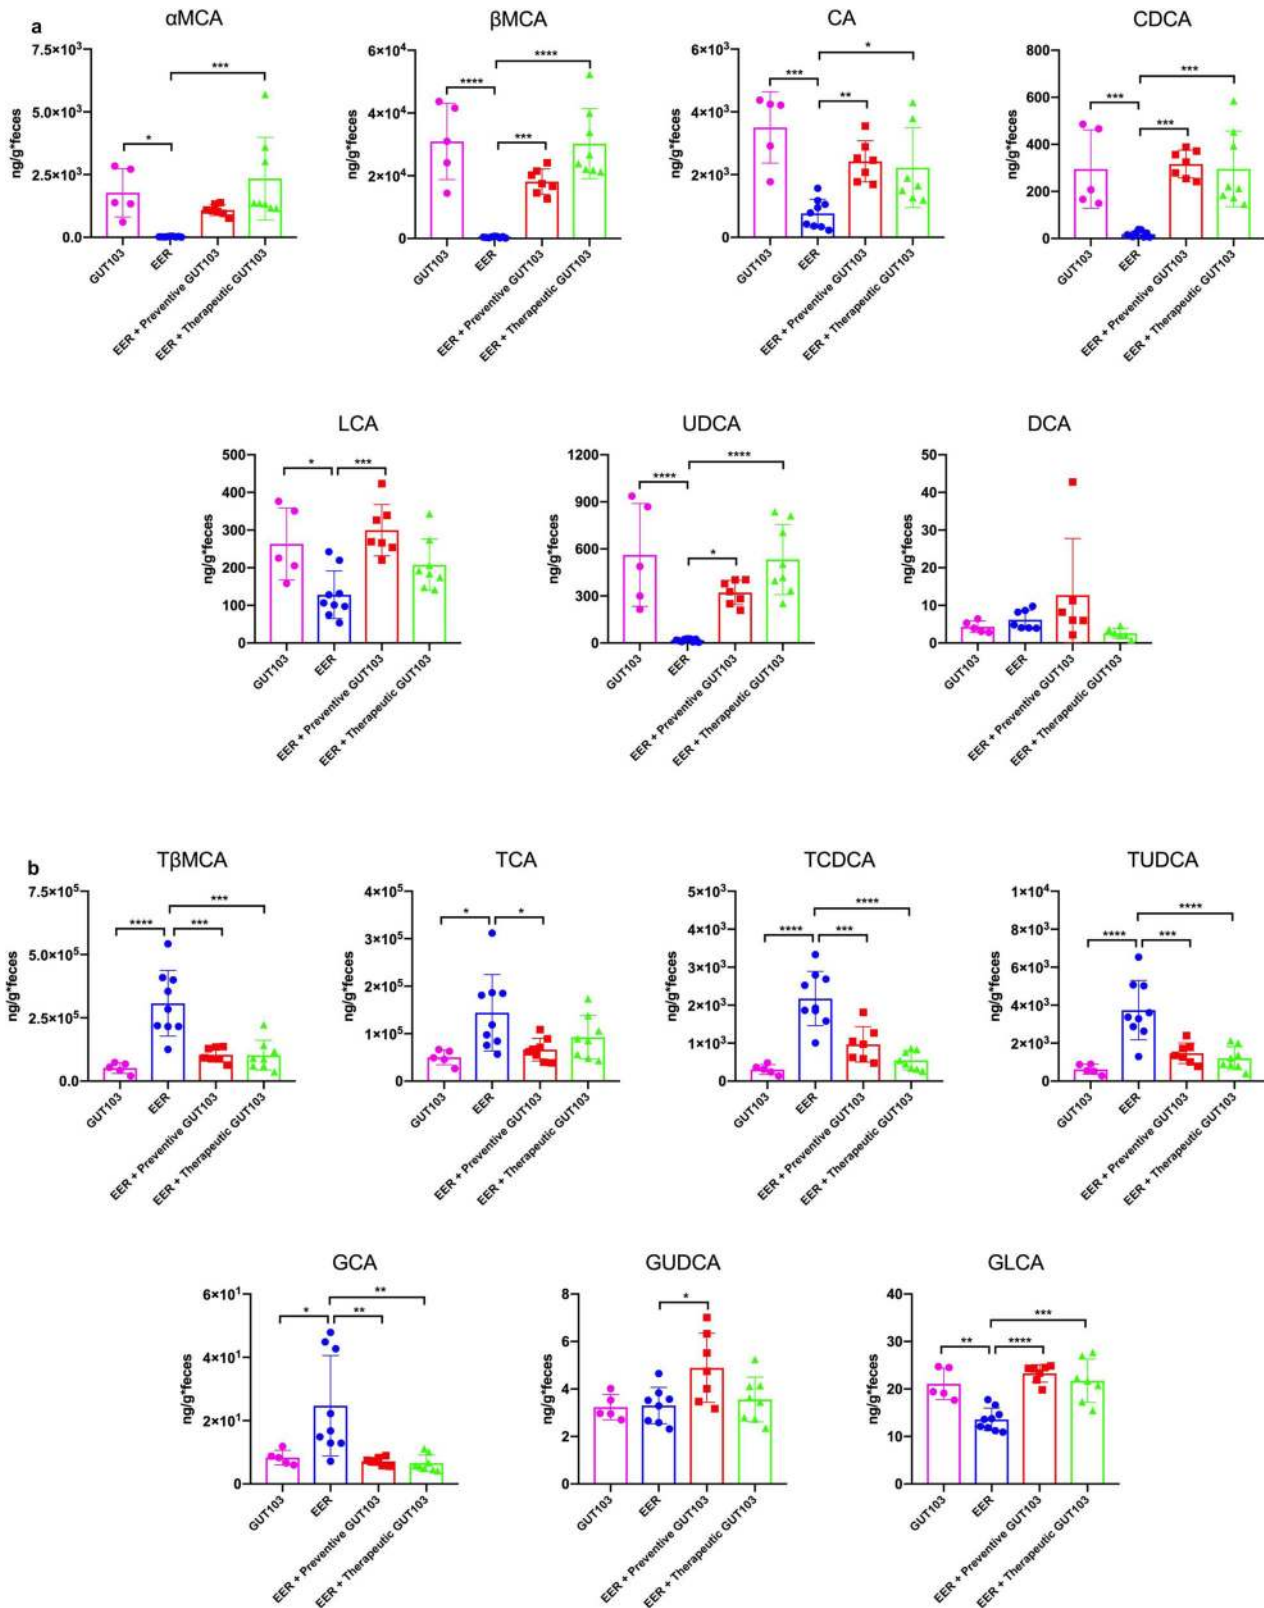 a
αMCA
ng/g*feces
7.5×10³
5.0×10³
2.5×10³
0.0
***
*
GUT103
EER
EER + Preventive GUT103
EER + Therapeutic GUT103
βMCA
ng/g*feces
6×10⁴
4×10⁴
2×10⁴
0
****
****
***
GUT103
EER
EER + Preventive GUT103
EER + Therapeutic GUT103
CA
ng/g*feces
6×10³
4×10³
2×10³
0
*
***
**
GUT103
EER
EER + Preventive GUT103
EER + Therapeutic GUT103
CDCA
ng/g*feces
800
600
400
200
0
***
***
***
GUT103
EER
EER + Preventive GUT103
EER + Therapeutic GUT103
LCA
ng/g*feces
500
400
300
200
100
0
* ***
GUT103
EER
EER + Preventive GUT103
EER + Therapeutic GUT103
UDCA
ng/g*feces
1200
900
600
300
0
****
****
*
GUT103
EER
EER + Preventive GUT103
EER + Therapeutic GUT103
DCA
ng/g*feces
50
40
30
20
10
0
GUT103
EER
EER + Preventive GUT103
EER + Therapeutic GUT103
b
TβMCA
ng/g*feces
7.5×10⁵
5.0×10⁵
2.5×10⁵
0.0
***
**** ***
GUT103
EER
EER + Preventive GUT103
EER + Therapeutic GUT103
TCA
ng/g*feces
4×10⁵
3×10⁵
2×10⁵
1×10⁵
0
* *
GUT103
EER
EER + Preventive GUT103
EER + Therapeutic GUT103
TCDCA
ng/g*feces
5×10³
4×10³
3×10³
2×10³
1×10³
0
****
**** ***
GUT103
EER
EER + Preventive GUT103
EER + Therapeutic GUT103
TUDCA
ng/g*feces
1×10⁴
8×10³
6×10³
4×10³
2×10³
0
****
**** ***
GUT103
EER
EER + Preventive GUT103
EER + Therapeutic GUT103
GCA
ng/g*feces
6×10¹
4×10¹
2×10¹
0
**
* **
GUT103
EER
EER + Preventive GUT103
EER + Therapeutic GUT103
GUDCA
ng/g*feces
8
6
4
2
0
*
GUT103
EER
EER + Preventive GUT103
EER + Therapeutic GUT103
GLCA
ng/g*feces
40
30
20
10
0
***
** ****
GUT103
EER
EER + Preventive GUT103
EER + Therapeutic GUT103